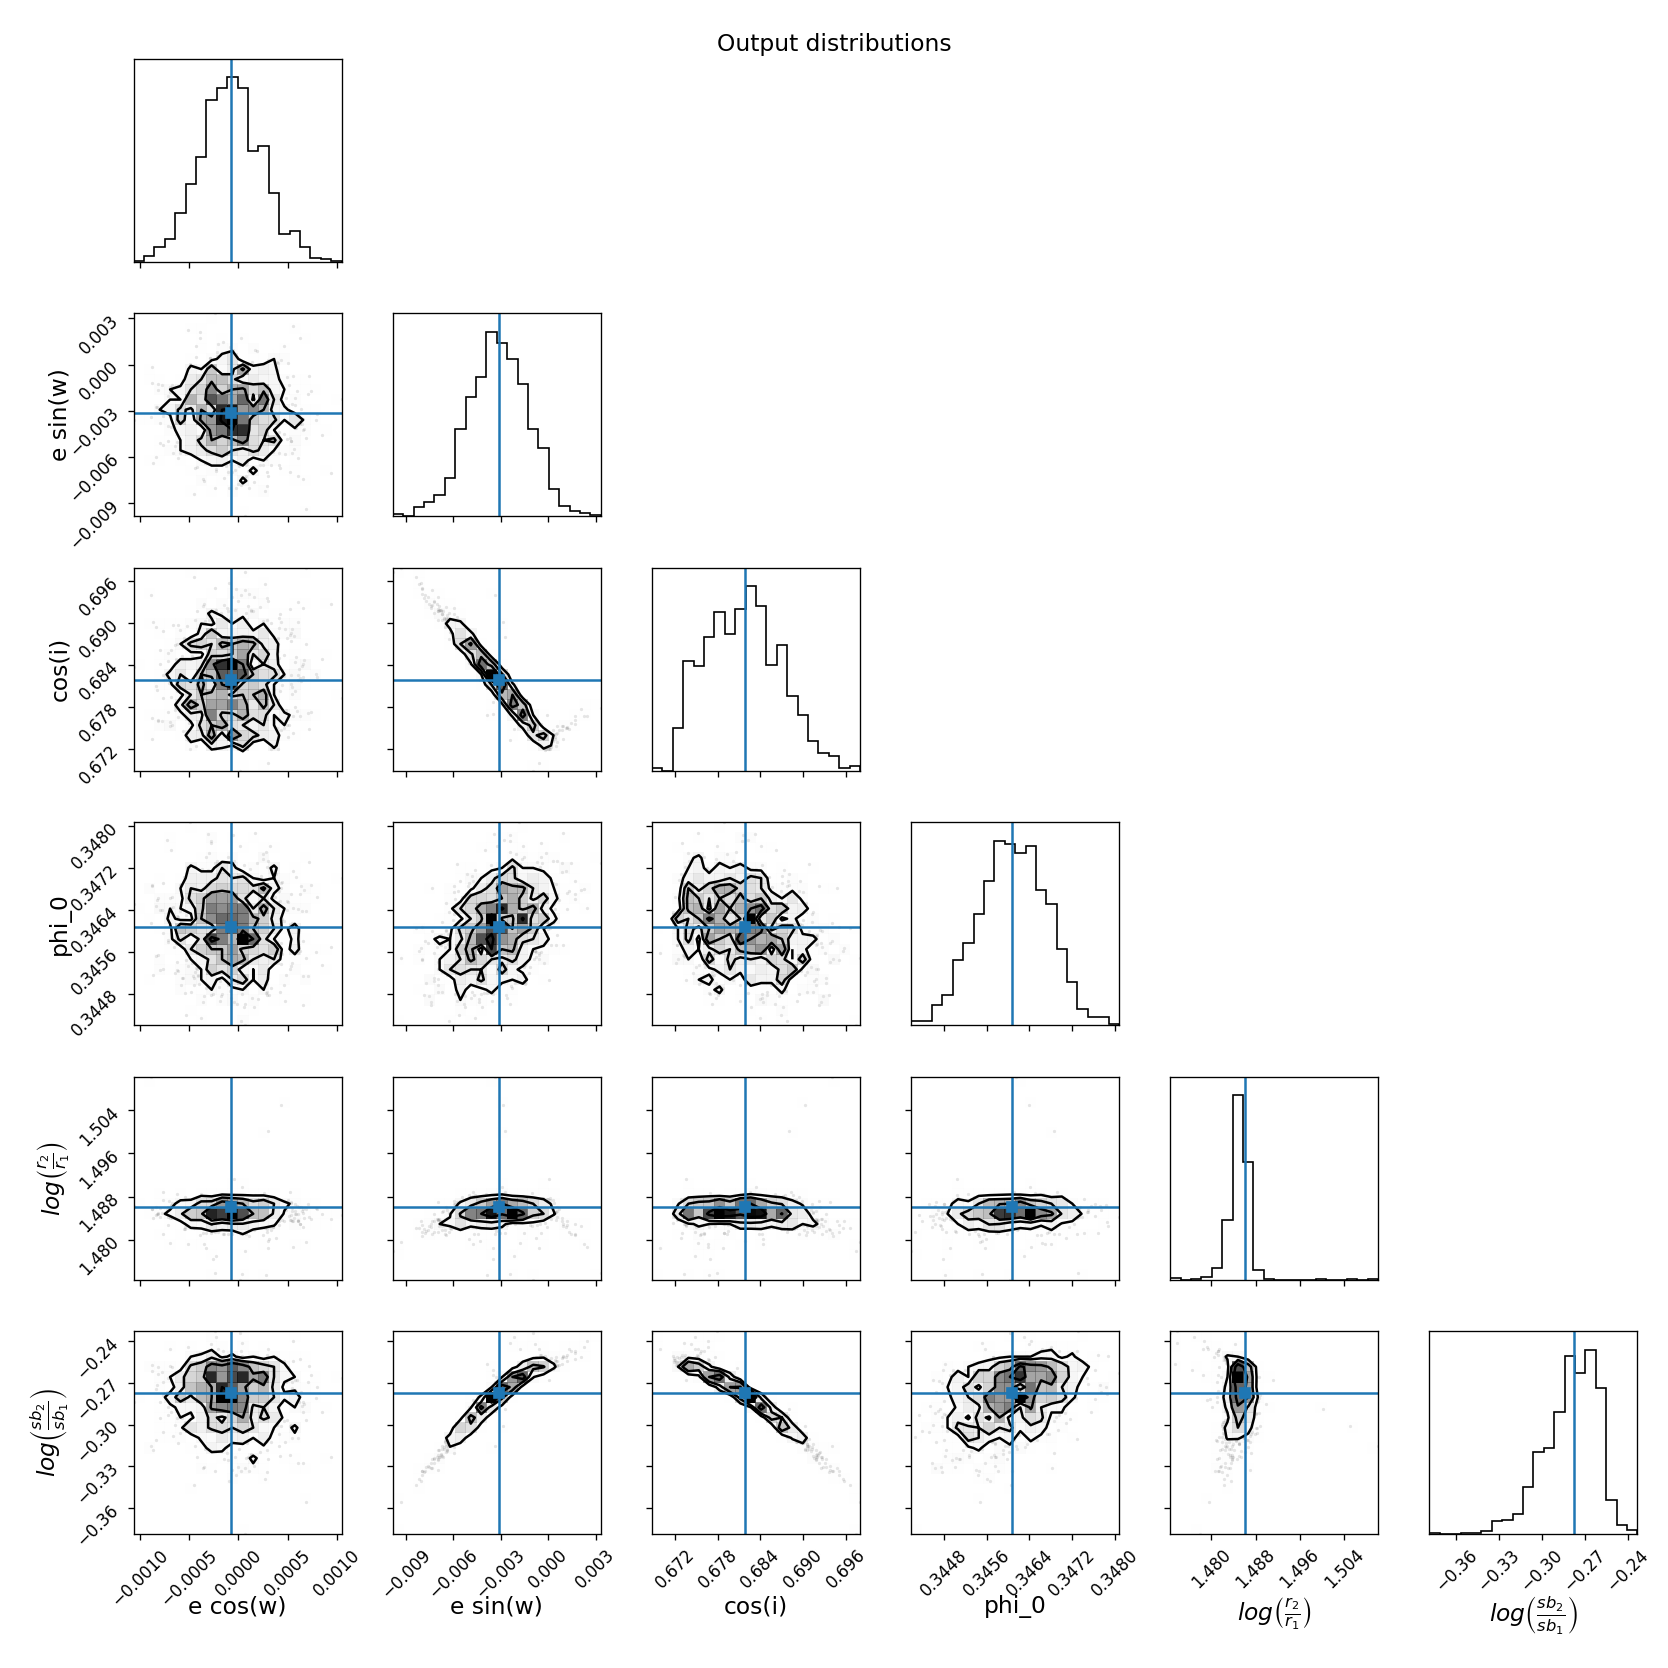 Output distributions
0.003
0.000
−0.003
−0.006
−0.009
e sin(w)
0.696
0.690
0.684
0.678
0.672
cos(i)
0.3480
0.3472
0.3464
0.3456
0.3448
phi_0
1.504
1.496
1.488
1.480
log(r₂/r₁)
−0.24
−0.27
−0.30
−0.33
−0.36
log(sb₂/sb₁)
−0.0010 −0.0005 0.0000 0.0005 0.0010
−0.009 −0.006 −0.003 0.000 0.003
0.672 0.678 0.684 0.690 0.696
0.3448 0.3456 0.3464 0.3472 0.3480
1.480 1.488 1.496 1.504
−0.36 −0.33 −0.30 −0.27 −0.24
e cos(w) e sin(w) cos(i) phi_0 log(r₂/r₁) log(sb₂/sb₁)